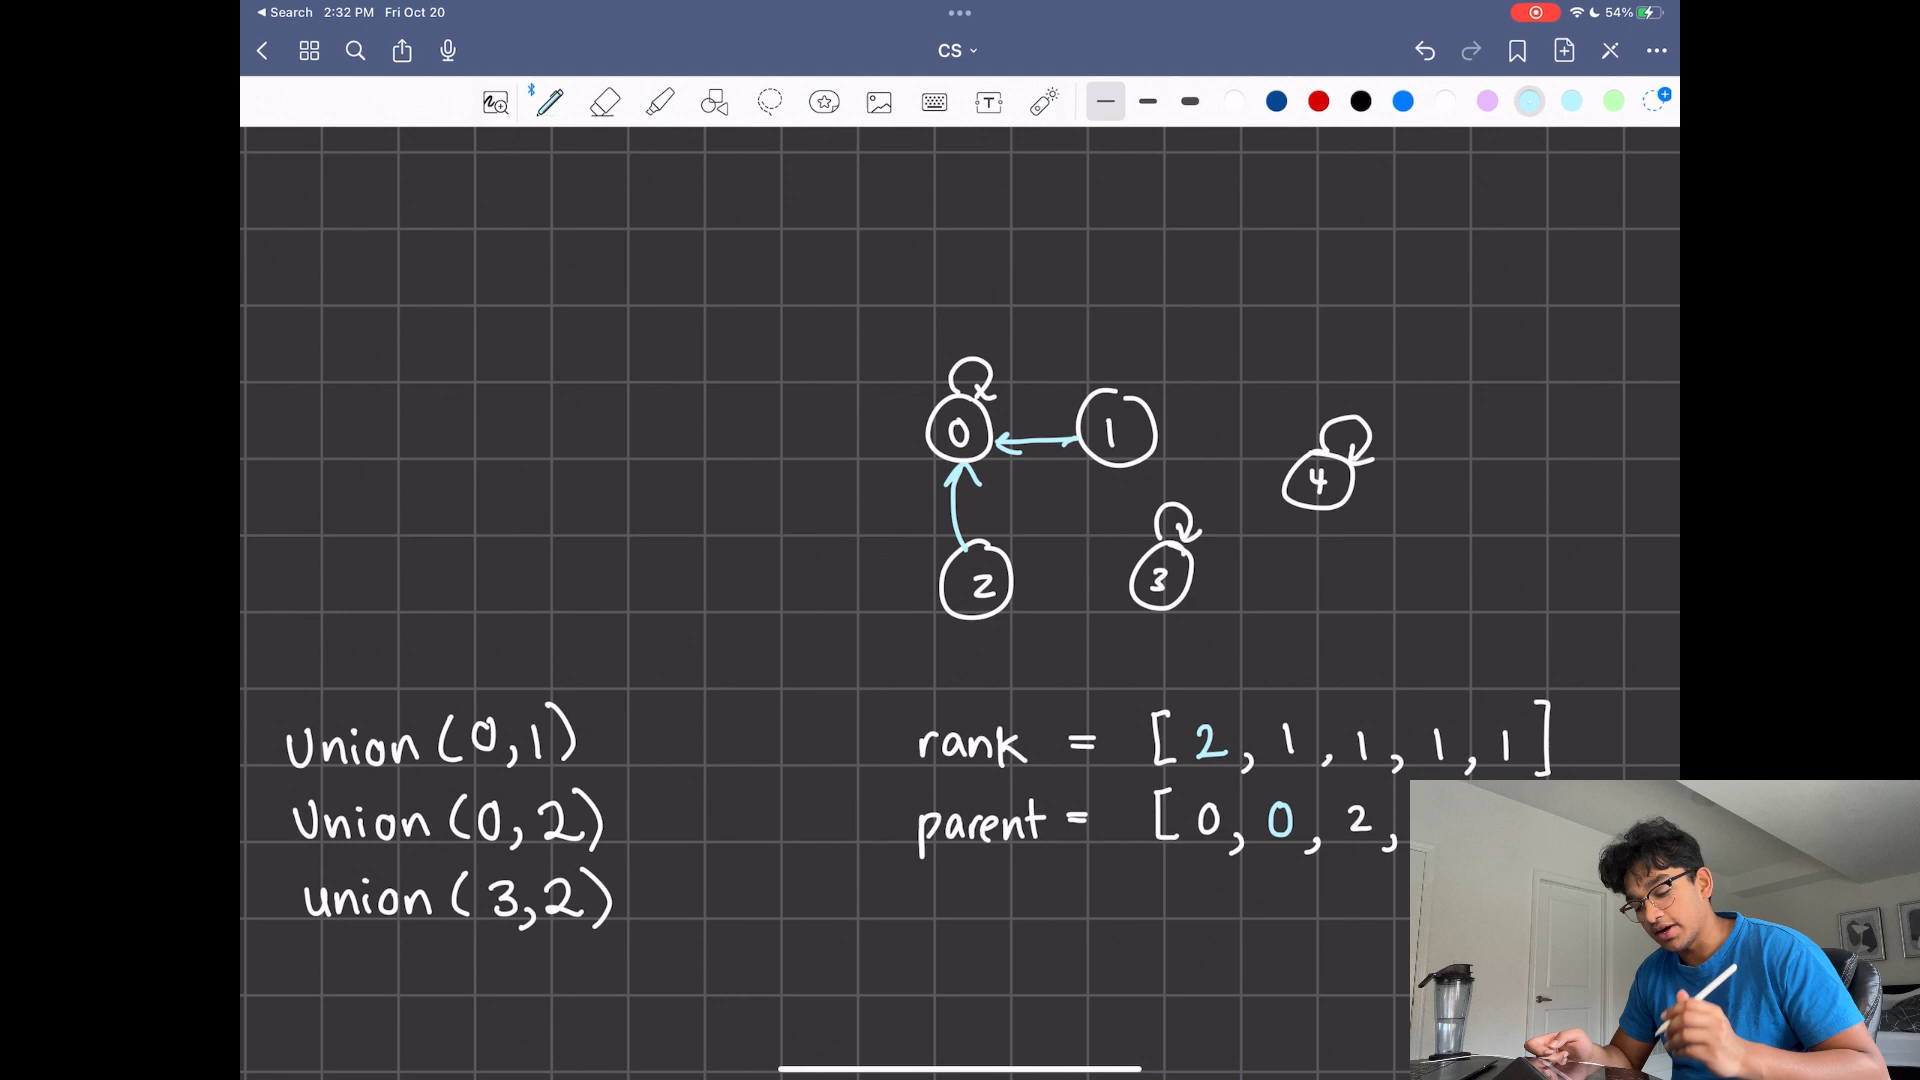 Search 2:32 PM Fri Oct 20
54%
CS
T
0
1
4
2
3
Union (0,1)
Union (0,2)
union (3,2)
rank = [2, 1, 1, 1, 1]
parent = [0, 0, 2,